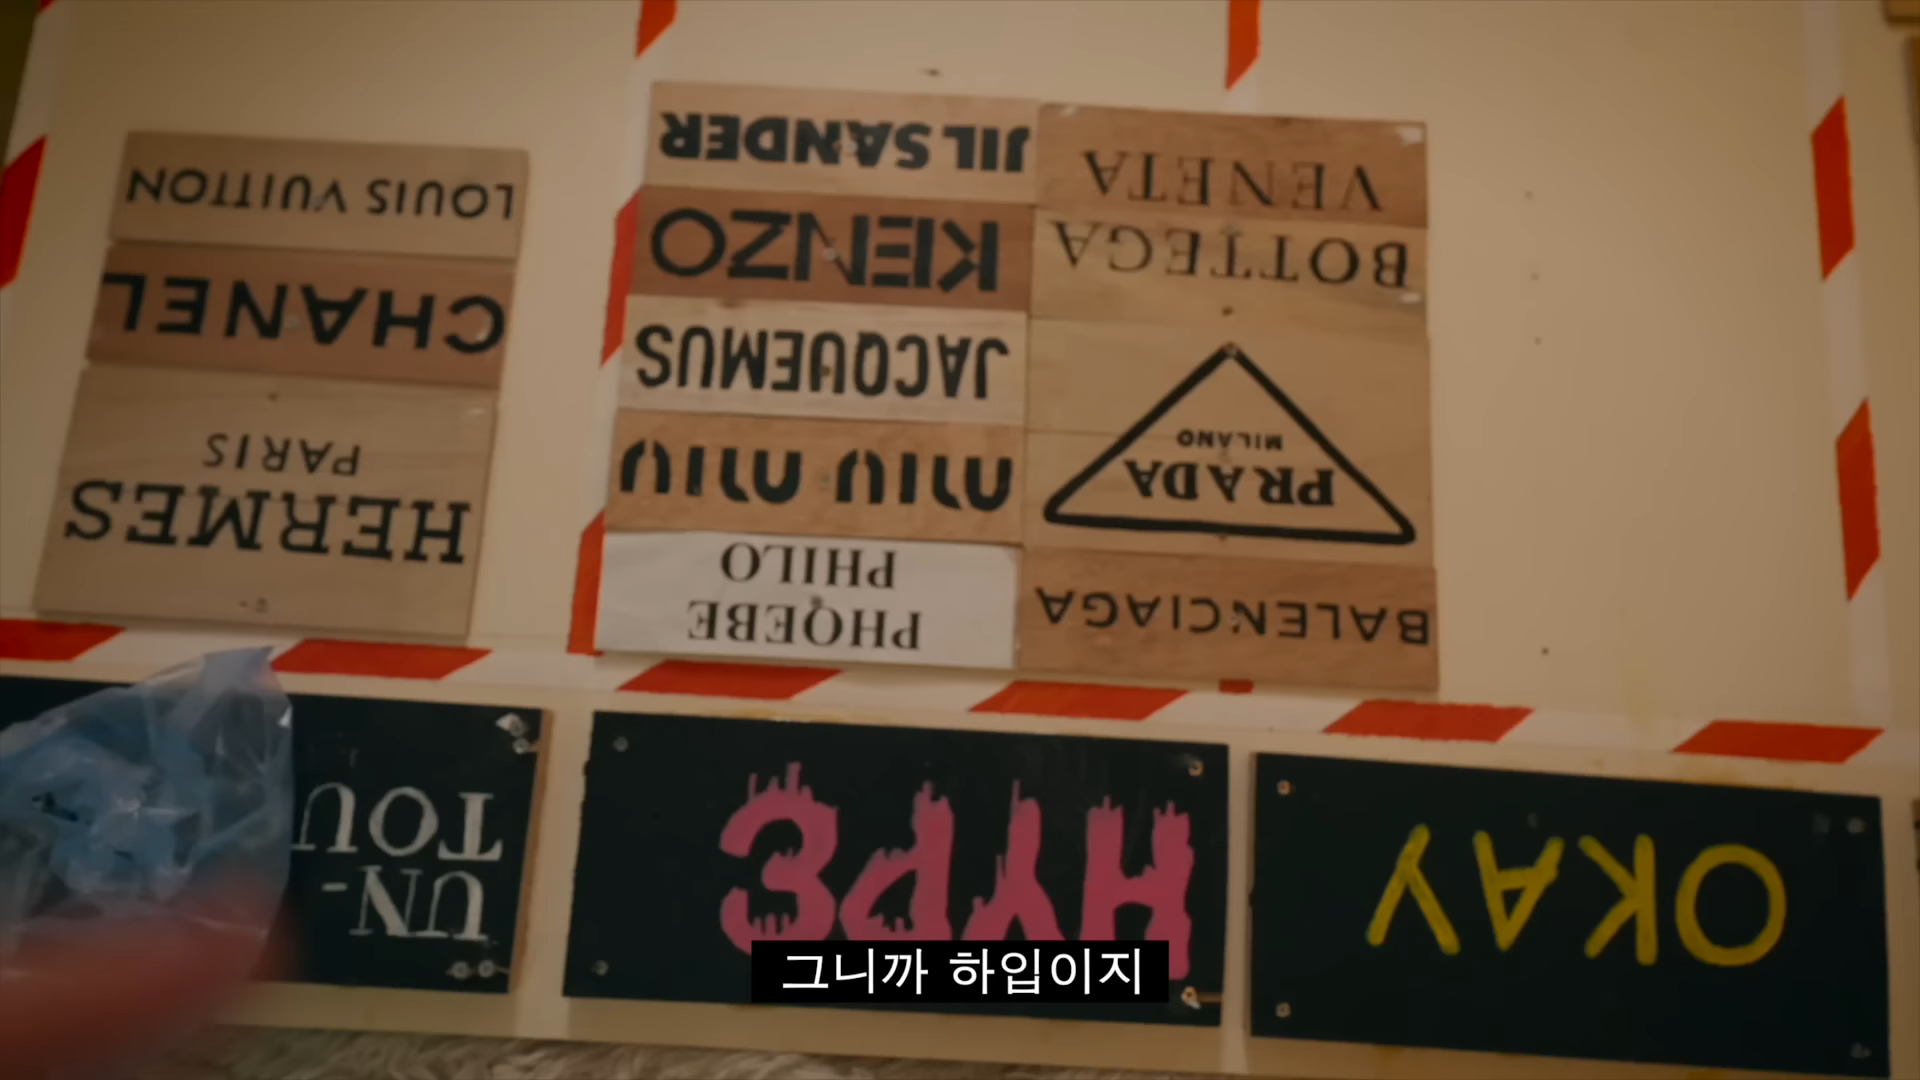 UN-
TOU
HYPE
OKAY
HERMES
PARIS
CHANEL
LOUIS VUITTON
PHOEBE
PHILO
MIU MIU
JACQUEMUS
KENZO
JIL SANDER
BALENCIAGA
PRADA
MILANO
BOTTEGA
VENETA
그니까 하입이지